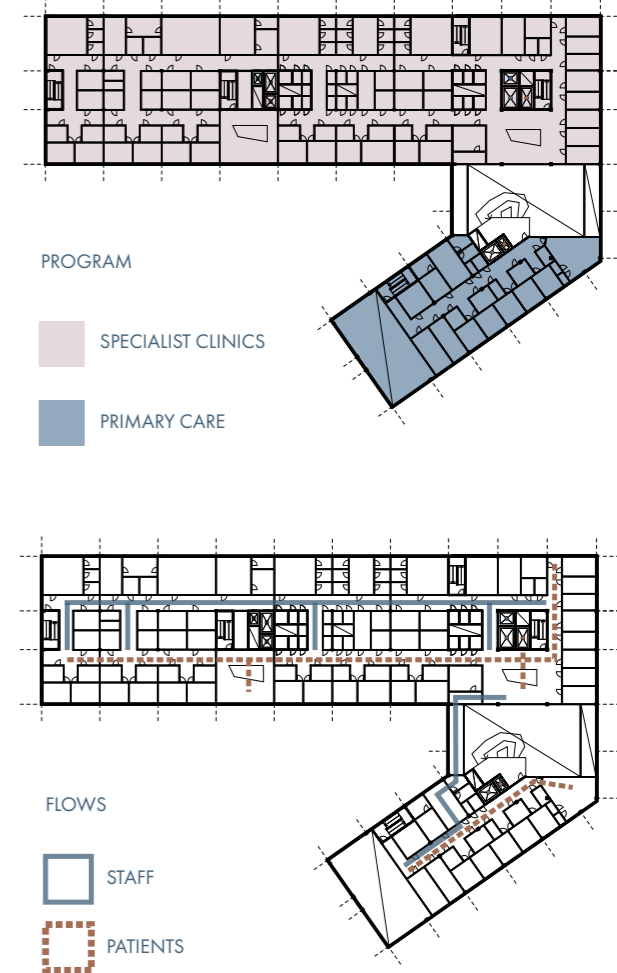 PROGRAM
SPECIALIST CLINICS
PRIMARY CARE
FLOWS
STAFF
PATIENTS